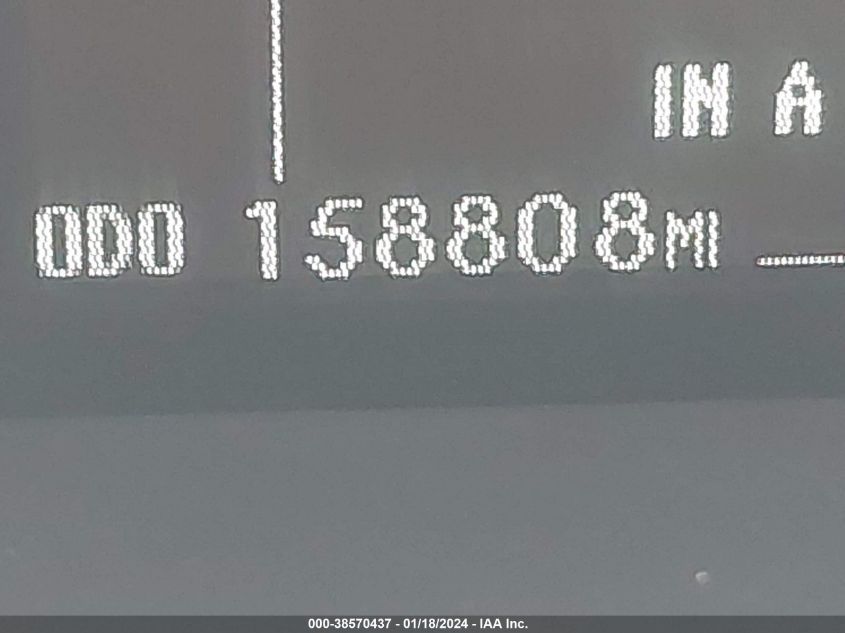 IN A
ODO 158808MI
000-38570437 - 01/18/2024 - IAA Inc.